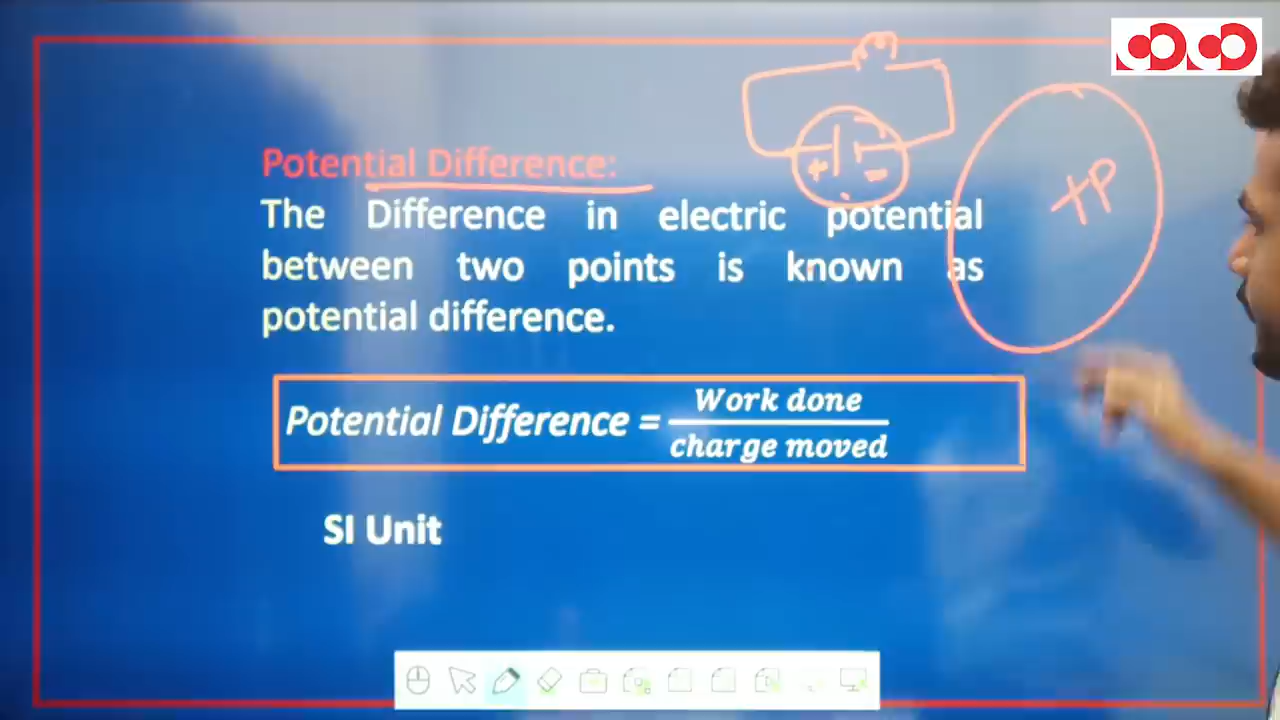 Potential Difference:
The Difference in electric potential
between two points is known as
potential difference.
+ -
+P
Potential Difference = Work done
charge moved
SI Unit